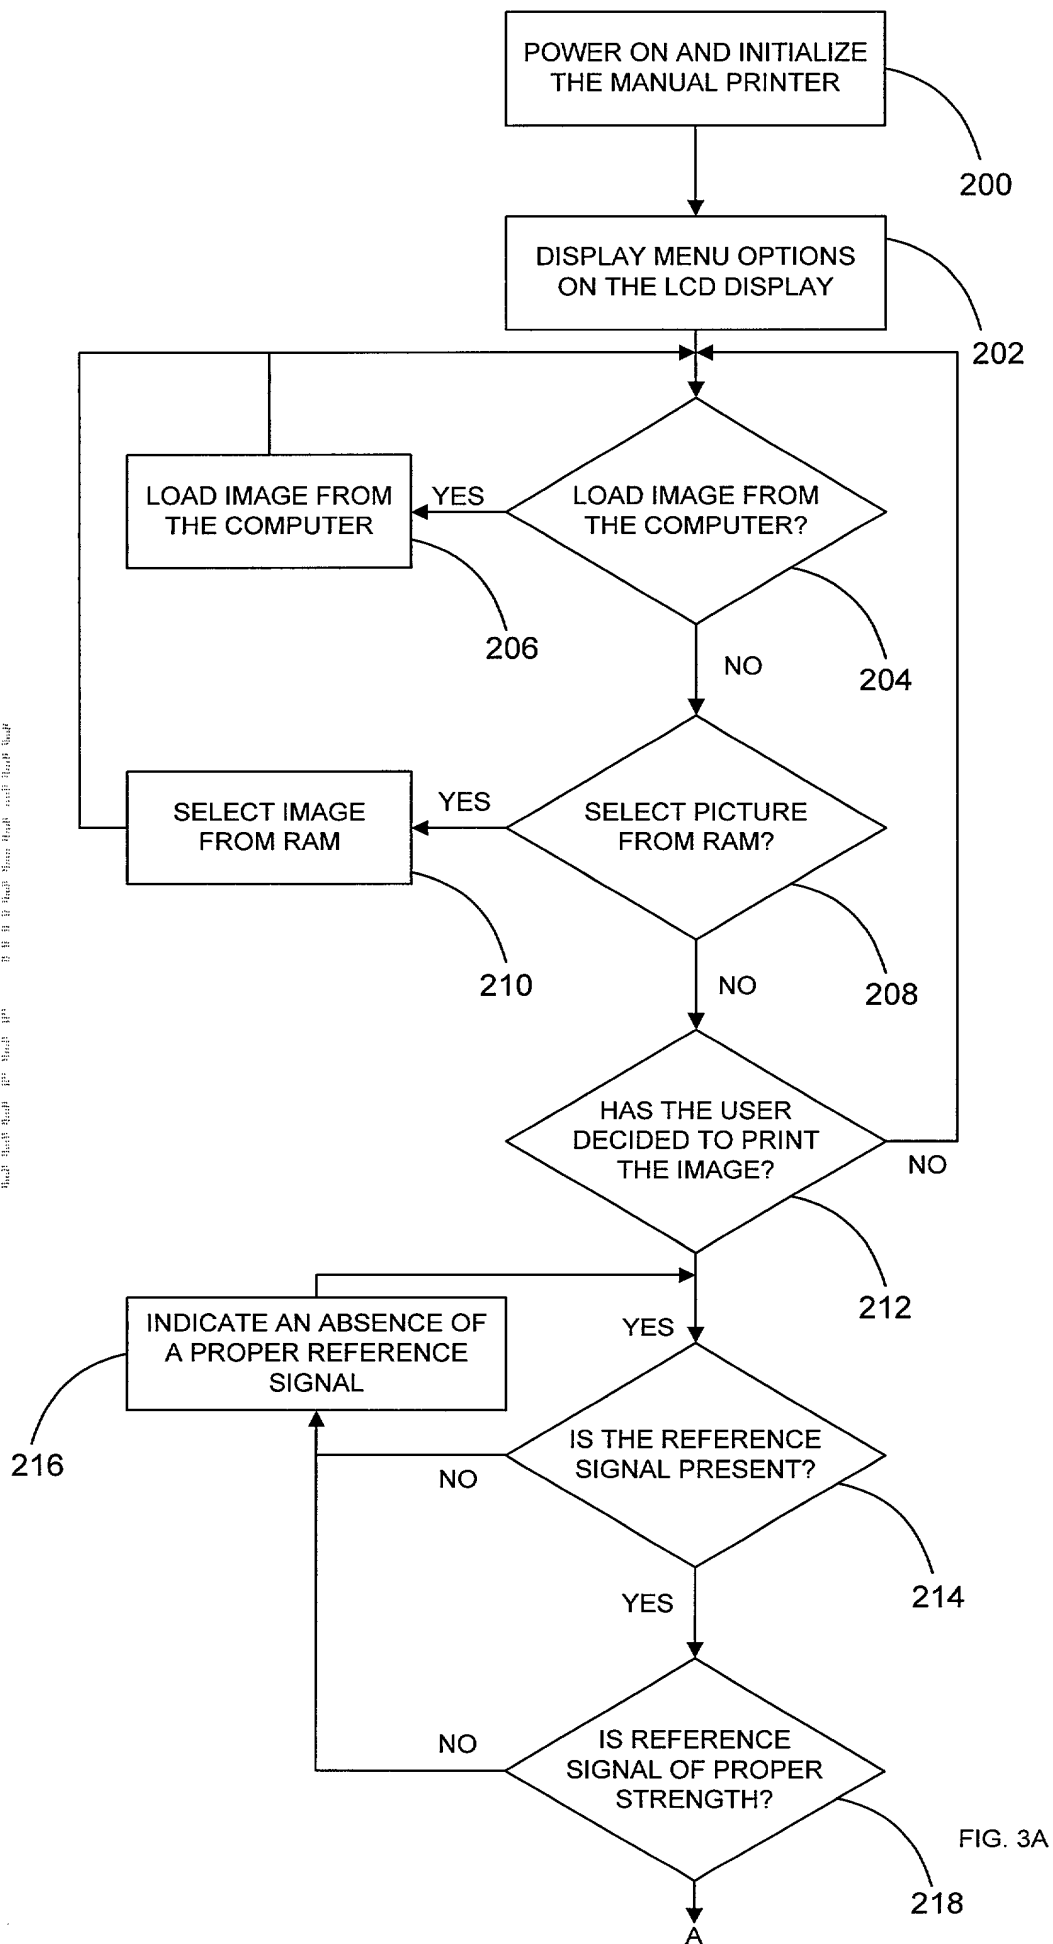 POWER ON AND INITIALIZE
THE MANUAL PRINTER
200
DISPLAY MENU OPTIONS
ON THE LCD DISPLAY
202
LOAD IMAGE FROM
THE COMPUTER
YES
LOAD IMAGE FROM
THE COMPUTER?
206
NO
204
SELECT IMAGE
FROM RAM
YES
SELECT PICTURE
FROM RAM?
210
NO
208
HAS THE USER
DECIDED TO PRINT
THE IMAGE?
NO
212
INDICATE AN ABSENCE OF
A PROPER REFERENCE
SIGNAL
YES
216
IS THE REFERENCE
SIGNAL PRESENT?
NO
214
YES
NO
IS REFERENCE
SIGNAL OF PROPER
STRENGTH?
FIG. 3A
218
A